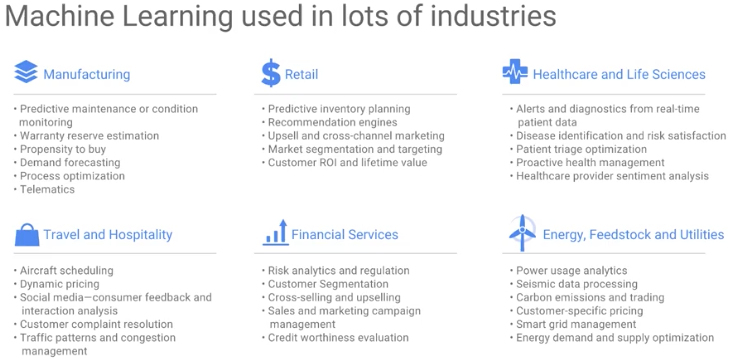 Machine Learning used in lots of industries
Manufacturing
• Predictive maintenance or condition
monitoring
• Warranty reserve estimation
• Propensity to buy
• Demand forecasting
• Process optimization
• Telematics
Retail
• Predictive inventory planning
• Recommendation engines
• Upsell and cross-channel marketing
• Market segmentation and targeting
• Customer ROI and lifetime value
Healthcare and Life Sciences
• Alerts and diagnostics from real-time
patient data
• Disease identification and risk satisfaction
• Patient triage optimization
• Proactive health management
• Healthcare provider sentiment analysis
Travel and Hospitality
• Aircraft scheduling
• Dynamic pricing
• Social media—consumer feedback and
interaction analysis
• Customer complaint resolution
• Traffic patterns and congestion
management
Financial Services
• Risk analytics and regulation
• Customer Segmentation
• Cross-selling and upselling
• Sales and marketing campaign
management
• Credit worthiness evaluation
Energy, Feedstock and Utilities
• Power usage analytics
• Seismic data processing
• Carbon emissions and trading
• Customer-specific pricing
• Smart grid management
• Energy demand and supply optimization